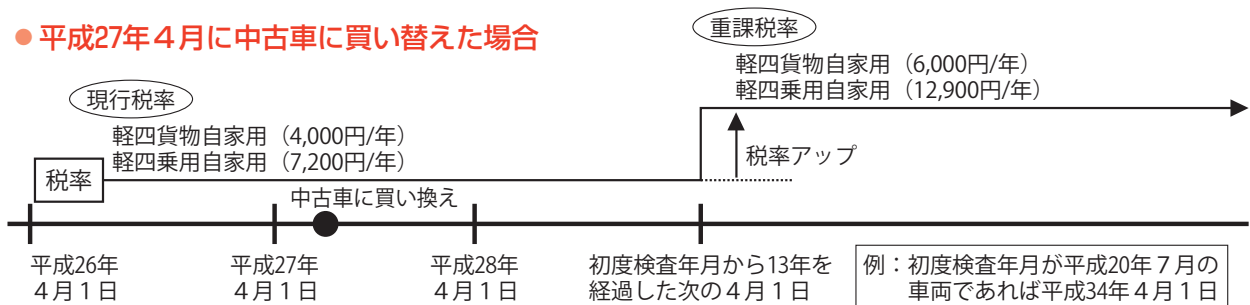 ●平成27年４月に中古車に買い替えた場合
重課税率
軽四貨物自家用（6,000円/年）
軽四乗用自家用（12,900円/年）
現行税率
軽四貨物自家用（4,000円/年）
軽四乗用自家用（7,200円/年）
税率アップ
税率
中古車に買い換え
平成26年
４月１日
平成27年
４月１日
平成28年
４月１日
初度検査年月から13年を
経過した次の４月１日
例：初度検査年月が平成20年７月の
車両であれば平成34年４月１日